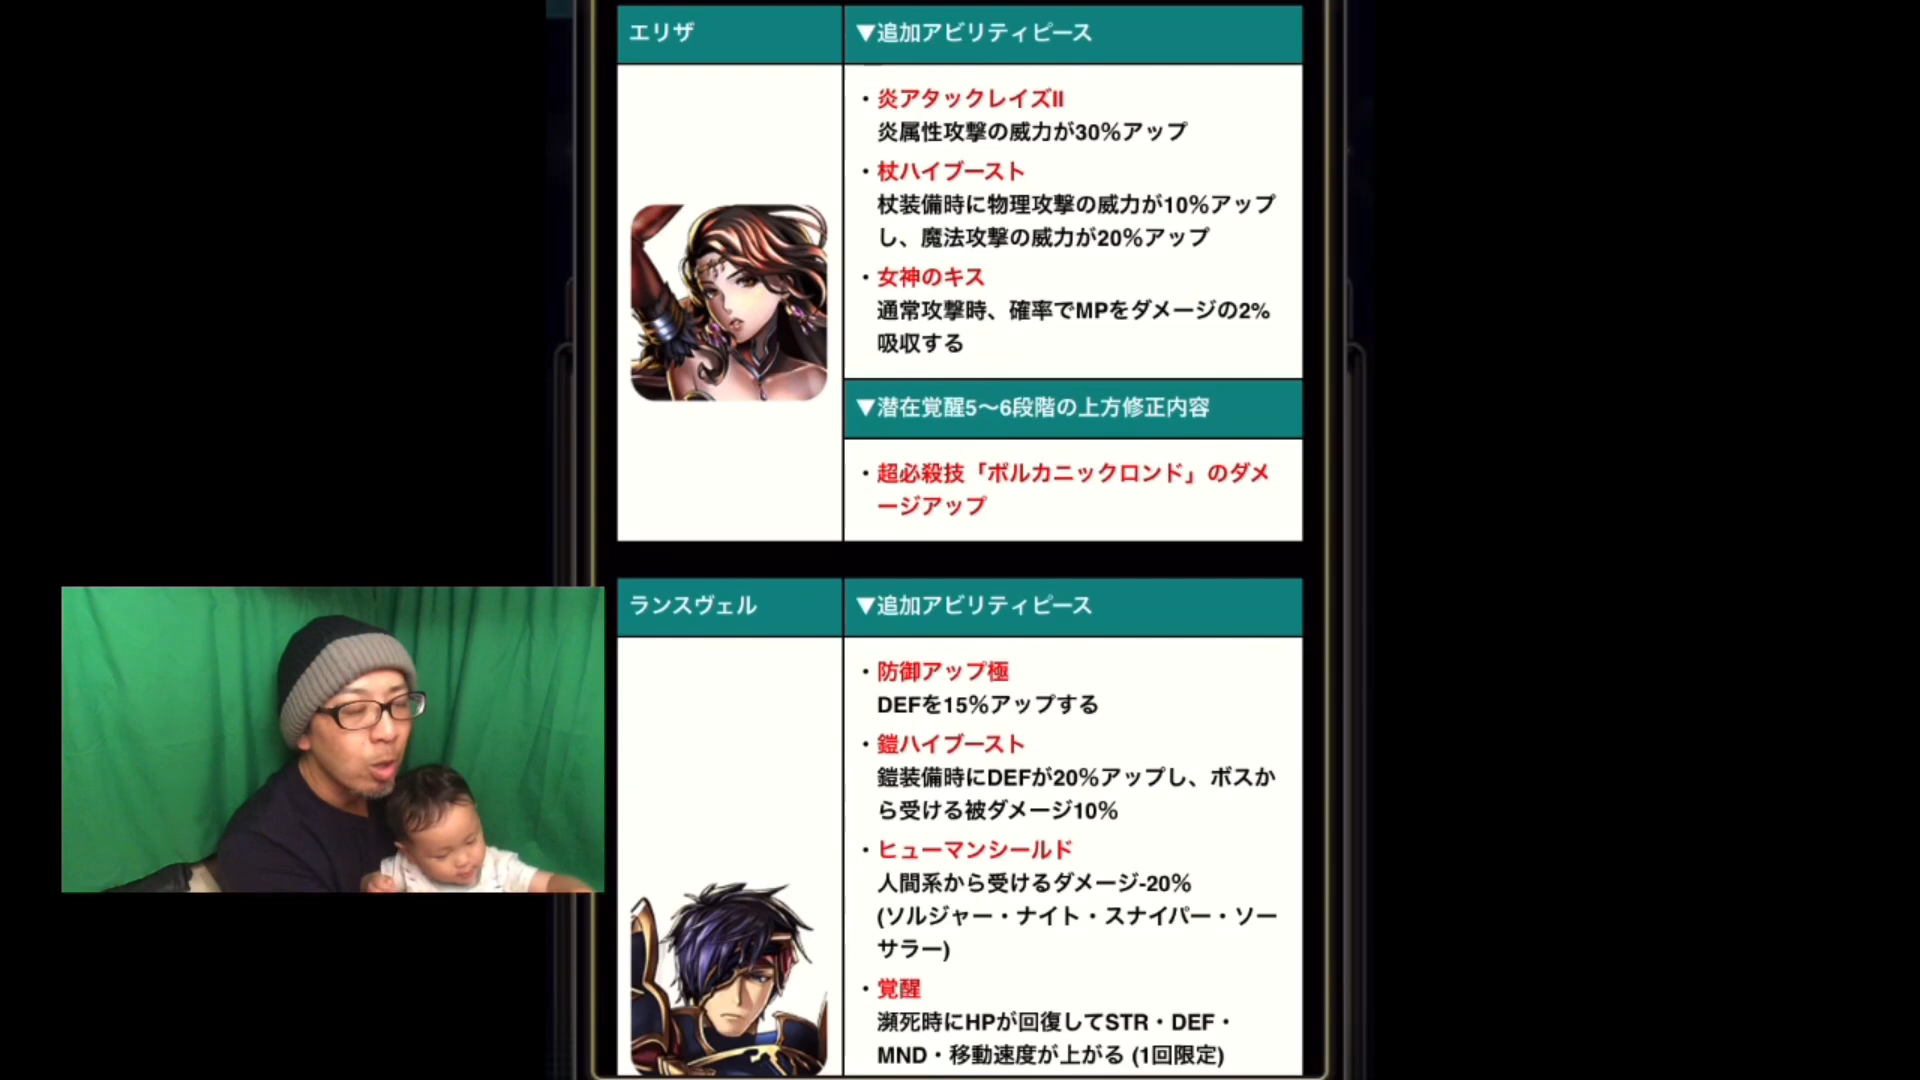 エリザ
▼追加アビリティピース
・炎アタックレイズII
炎属性攻撃の威力が30%アップ
・杖ハイブースト
杖装備時に物理攻撃の威力が10%アップ
し、魔法攻撃の威力が20%アップ
・女神のキス
通常攻撃時、確率でMPをダメージの2%
吸収する
▼潜在覚醒5〜6段階の上方修正内容
・超必殺技「ボルカニックロンド」のダメ
ージアップ
ランスヴェル
▼追加アビリティピース
・防御アップ極
DEFを15%アップする
・鎧ハイブースト
鎧装備時にDEFが20%アップし、ボスか
ら受ける被ダメージ10%
・ヒューマンシールド
人間系から受けるダメージ-20%
(ソルジャー・ナイト・スナイパー・ソー
サラー)
・覚醒
瀕死時にHPが回復してSTR・DEF・
MND・移動速度が上がる (1回限定)